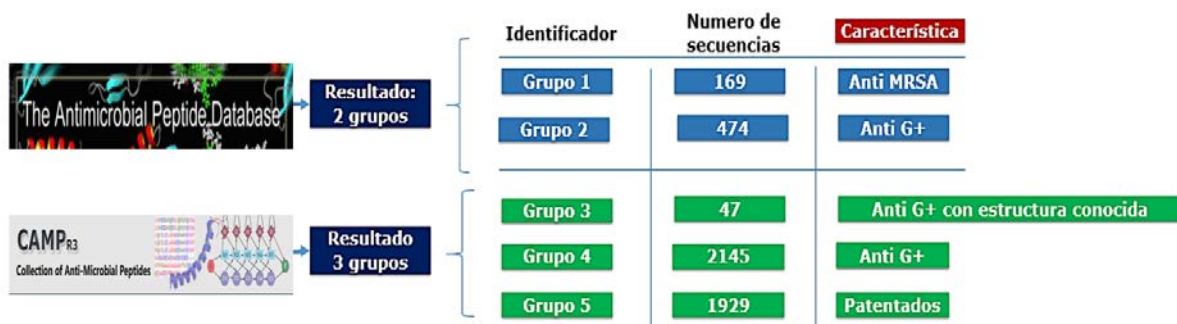 Identificador
Numero de
secuencias
Característica
The Antimicrobial Peptide Database
Resultado:
2 grupos
Grupo 1
169
Anti MRSA
Grupo 2
474
Anti G+
CAMPR3
Collection of Anti-Microbial Peptides
Resultado
3 grupos
Grupo 3
47
Anti G+ con estructura conocida
Grupo 4
2145
Anti G+
Grupo 5
1929
Patentados